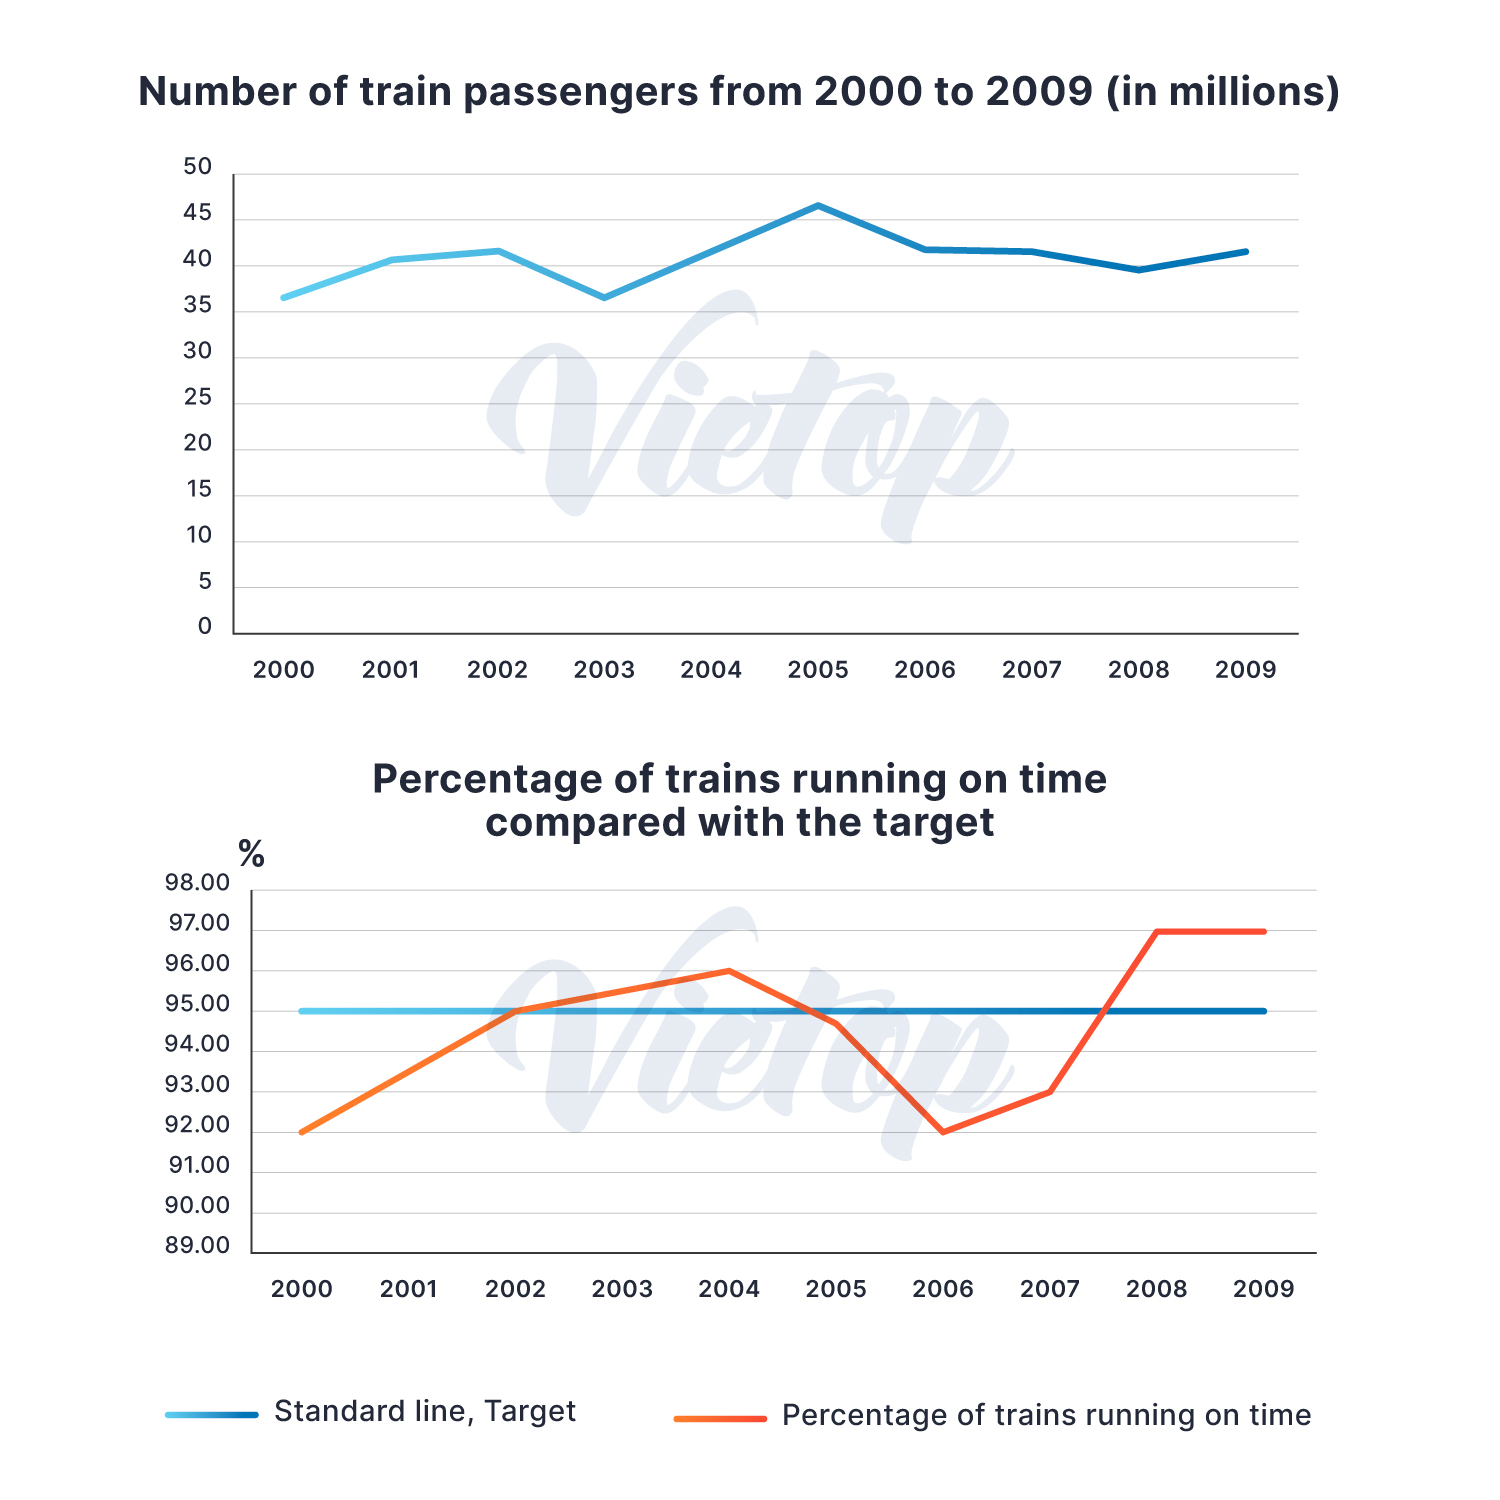 Number of train passengers from 2000 to 2009 (in millions)
50
45
40
35
30
25
20
15
10
5
0
2000 2001 2002 2003 2004 2005 2006 2007 2008 2009
Vietop
Percentage of trains running on time
compared with the target
%
98.00
97.00
96.00
95.00
94.00
93.00
92.00
91.00
90.00
89.00
2000 2001 2002 2003 2004 2005 2006 2007 2008 2009
Vietop
Standard line, Target
Percentage of trains running on time